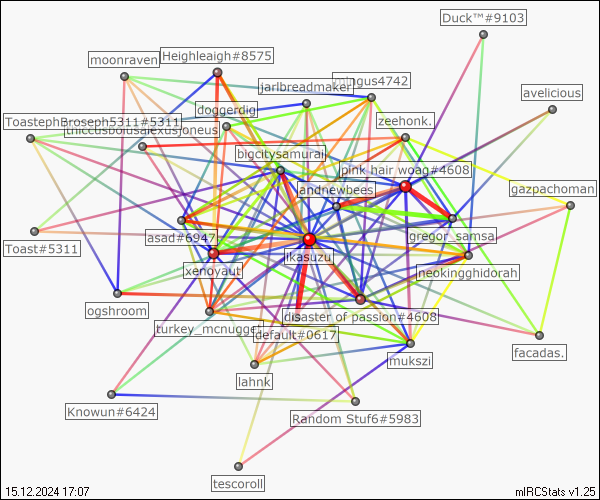 Duck™#9103
Heighleigh#8575
moonraven
mingus4742
jarlbreadmaker
avelicious
doggerdig
ToastephBroseph5311#5311
zeehonk.
bigcitysamurai
pink hair woag#4608
andnewbees
gazpachoman
gregor_samsa
asad#6947
Toast#5311
ikasuzu
xenoyaut
neokingghidorah
ogshroom
disaster of passion#4608
turkey_mcnugget
default#0617
facadas.
mukszi
lahnk
Knowun#6424
Random Stuf6#5983
tescoroll
15.12.2024 17:07
mIRCStats v1.25